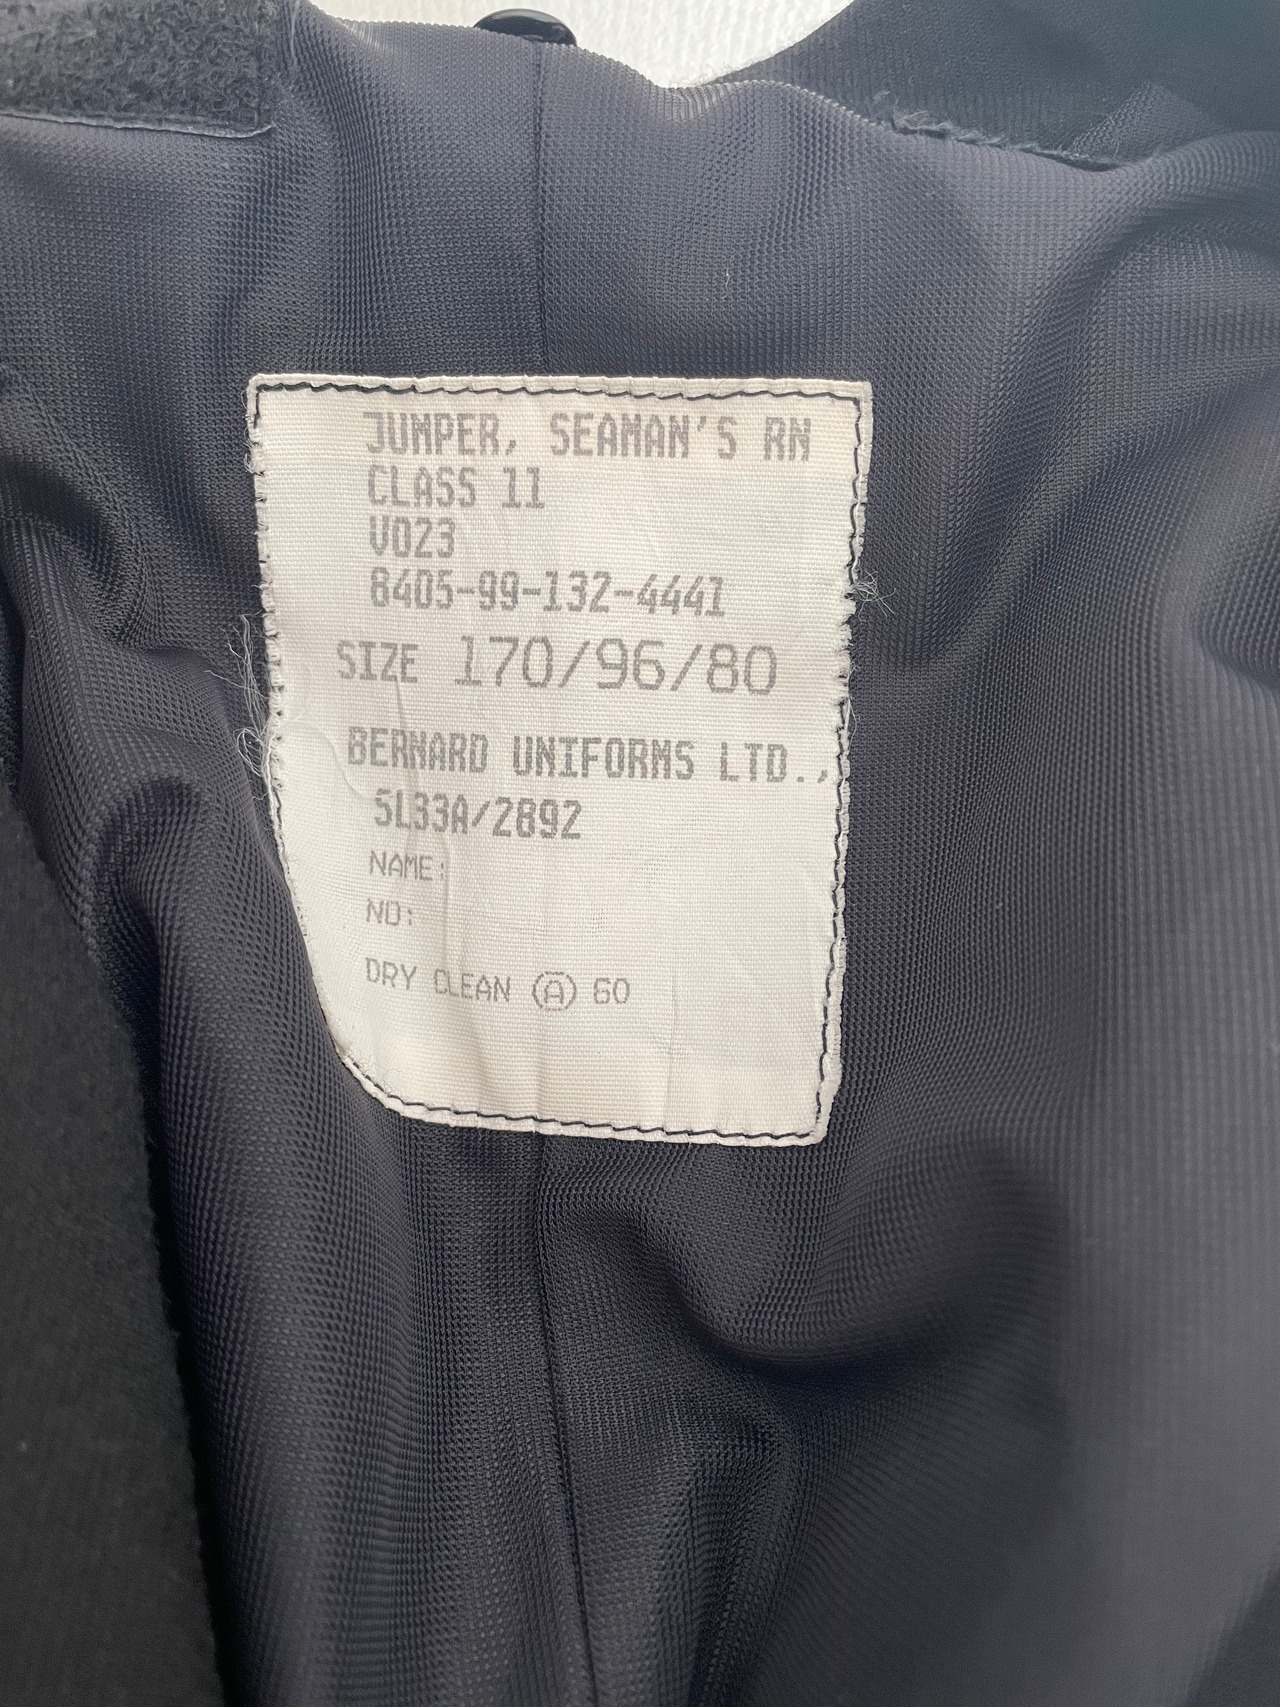 JUMPER, SEAMAN'S RN
CLASS 11
V023
8405-99-132-4441
SIZE 170/96/80
BERNARD UNIFORMS LTD.,
SL33A/2892
NAME:
NO:
DRY CLEAN (A) 60